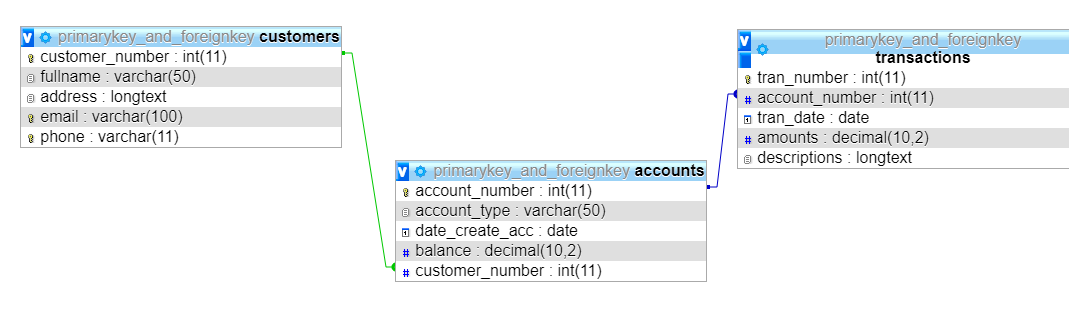 primarykey_and_foreignkey customers
customer_number : int(11)
fullname : varchar(50)
address : longtext
email : varchar(100)
phone : varchar(11)
primarykey_and_foreignkey accounts
account_number : int(11)
account_type : varchar(50)
date_create_acc : date
balance : decimal(10,2)
customer_number : int(11)
primarykey_and_foreignkey
transactions
tran_number : int(11)
account_number : int(11)
tran_date : date
amounts : decimal(10,2)
descriptions : longtext